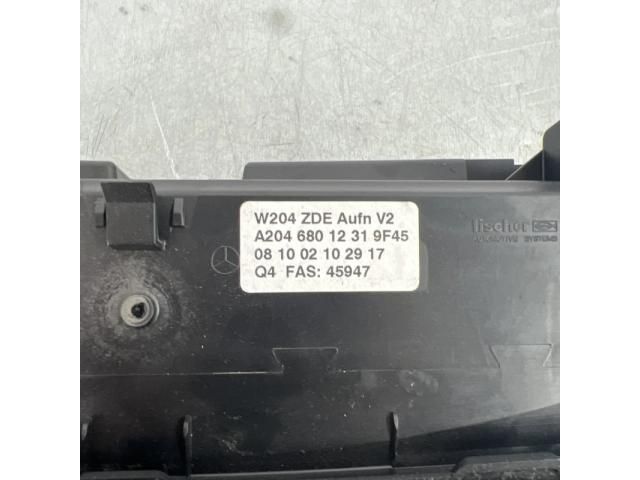 W204 ZDE Aufn V2
A204 680 12 31 9F45
08 10 02 10 29 17
Q4 FAS: 45947
fischer
AUTOMOTIVE SYSTEMS